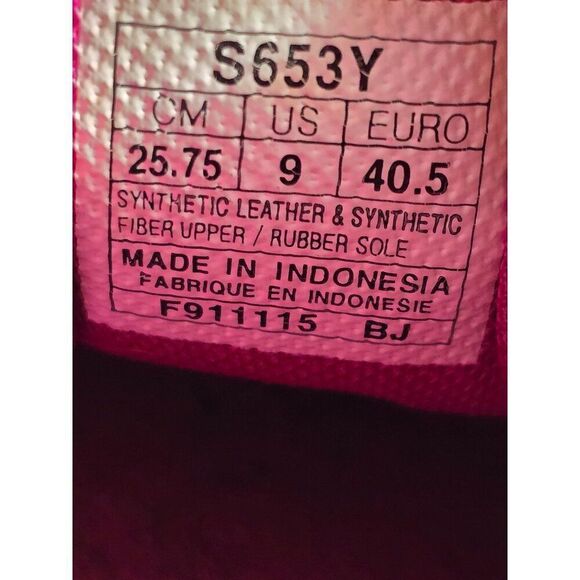 S653Y
CM US EURO
25.75 9 40.5
SYNTHETIC LEATHER & SYNTHETIC
FIBER UPPER / RUBBER SOLE
MADE IN INDONESIA
FABRIQUE EN INDONESIE
F911115 BJ